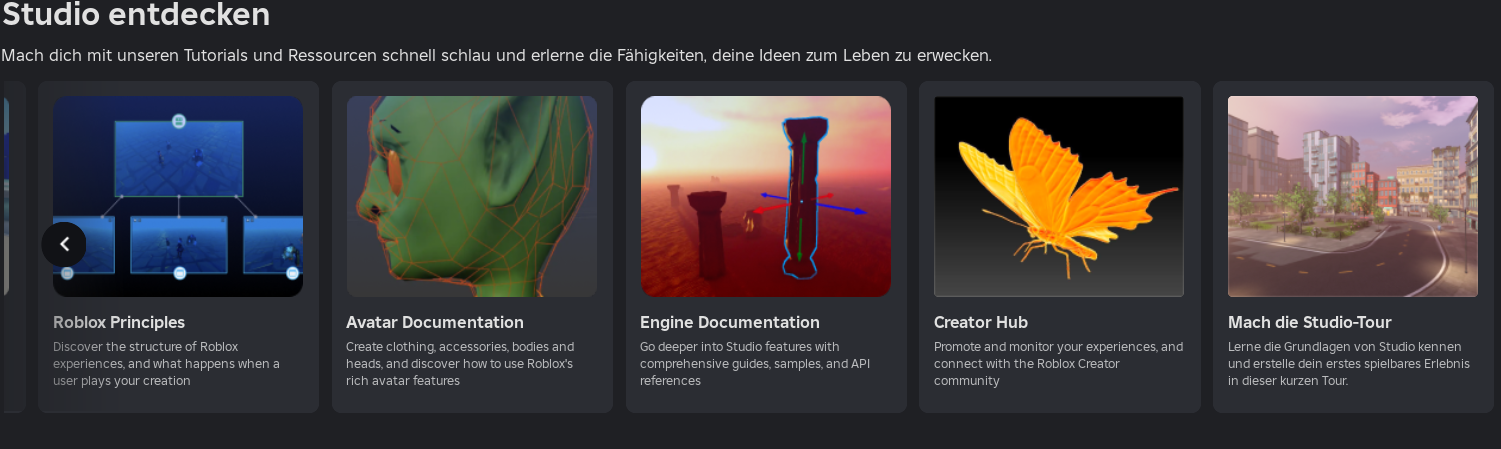 Studio entdecken
Mach dich mit unseren Tutorials und Ressourcen schnell schlau und erlerne die Fähigkeiten, deine Ideen zum Leben zu erwecken.
Roblox Principles
Discover the structure of Roblox
experiences, and what happens when a
user plays your creation
Avatar Documentation
Create clothing, accessories, bodies and
heads, and discover how to use Roblox's
rich avatar features
Engine Documentation
Go deeper into Studio features with
comprehensive guides, samples, and API
references
Creator Hub
Promote and monitor your experiences, and
connect with the Roblox Creator
community
Mach die Studio-Tour
Lerne die Grundlagen von Studio kennen
und erstelle dein erstes spielbares Erlebnis
in dieser kurzen Tour.